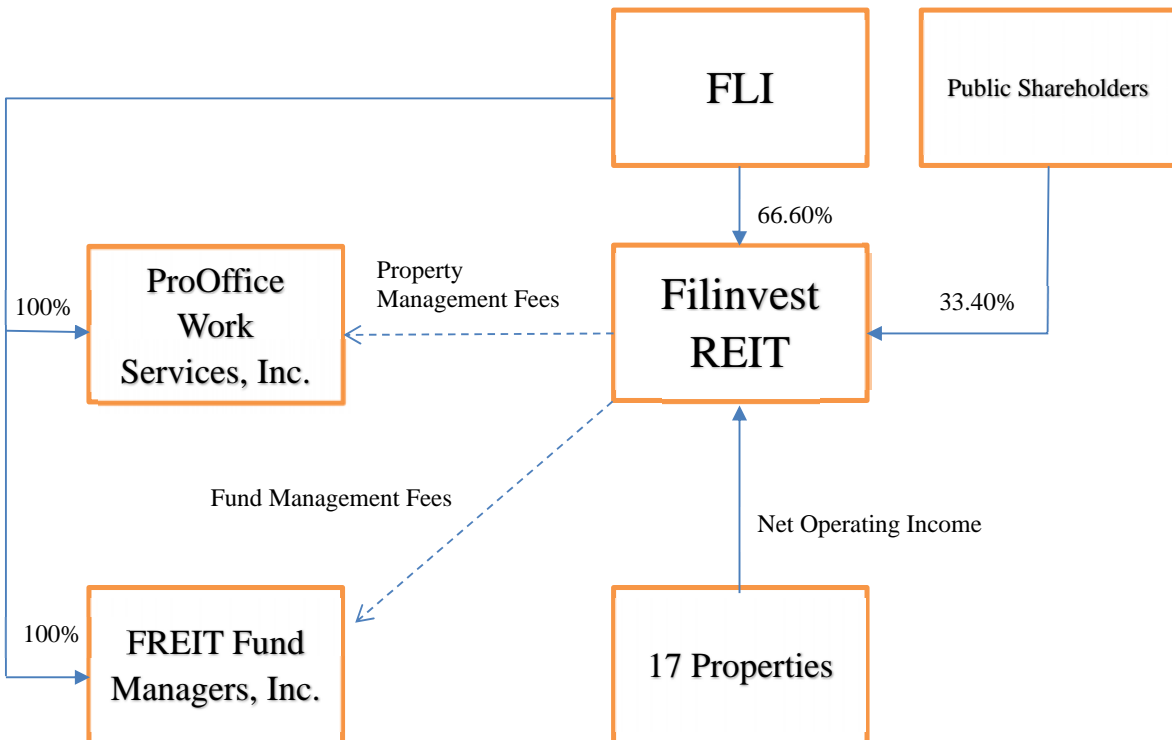 FLI
Public Shareholders
66.60%
ProOffice
Work
Services, Inc.
100%
Property
Management Fees
Filinvest
REIT
33.40%
Fund Management Fees
Net Operating Income
100%
FREIT Fund
Managers, Inc.
17 Properties